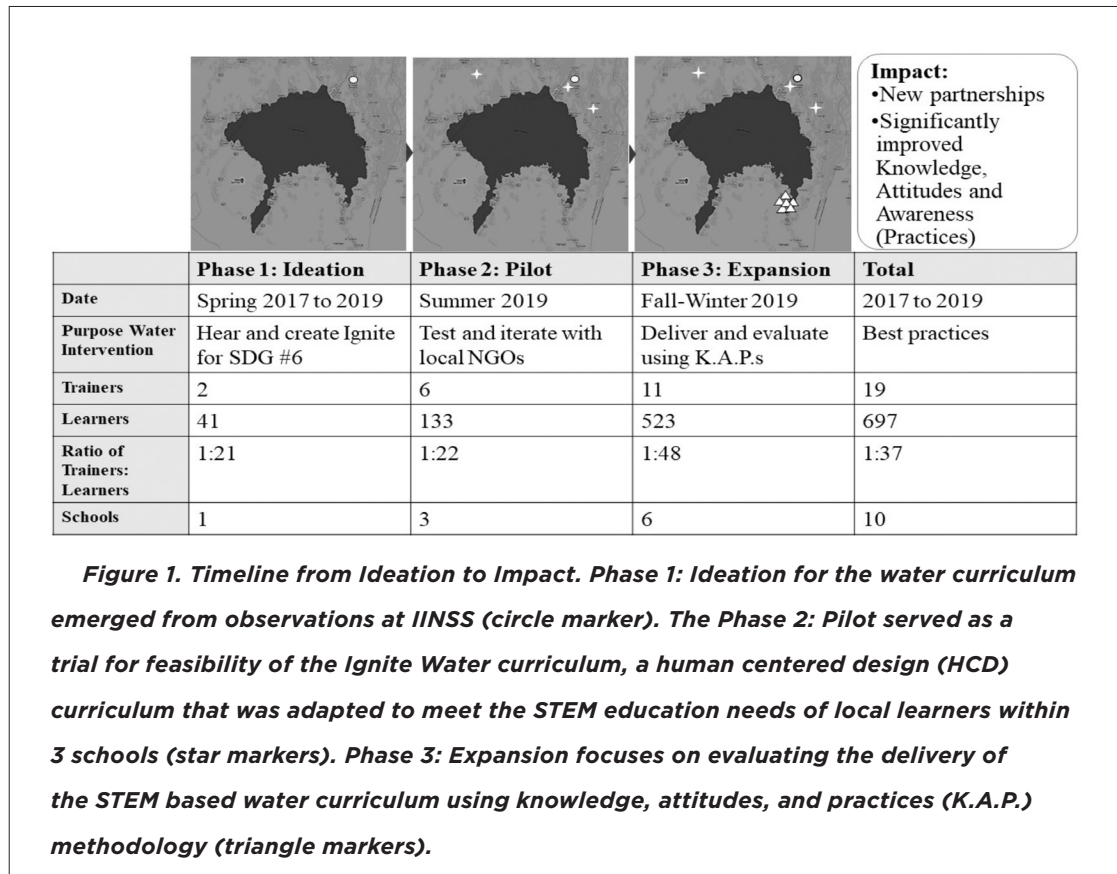 Impact:
•New partnerships
•Significantly
improved
Knowledge,
Attitudes and
Awareness
(Practices)
Phase 1: Ideation Phase 2: Pilot Phase 3: Expansion Total
Date Spring 2017 to 2019 Summer 2019 Fall-Winter 2019 2017 to 2019
Purpose Water Intervention Hear and create Ignite for SDG #6 Test and iterate with local NGOs Deliver and evaluate using K.A.P.s Best practices
Trainers 2 6 11 19
Learners 41 133 523 697
Ratio of Trainers: Learners 1:21 1:22 1:48 1:37
Schools 1 3 6 10
Figure 1. Timeline from Ideation to Impact. Phase 1: Ideation for the water curriculum
emerged from observations at IINSS (circle marker). The Phase 2: Pilot served as a
trial for feasibility of the Ignite Water curriculum, a human centered design (HCD)
curriculum that was adapted to meet the STEM education needs of local learners within
3 schools (star markers). Phase 3: Expansion focuses on evaluating the delivery of
the STEM based water curriculum using knowledge, attitudes, and practices (K.A.P.)
methodology (triangle markers).